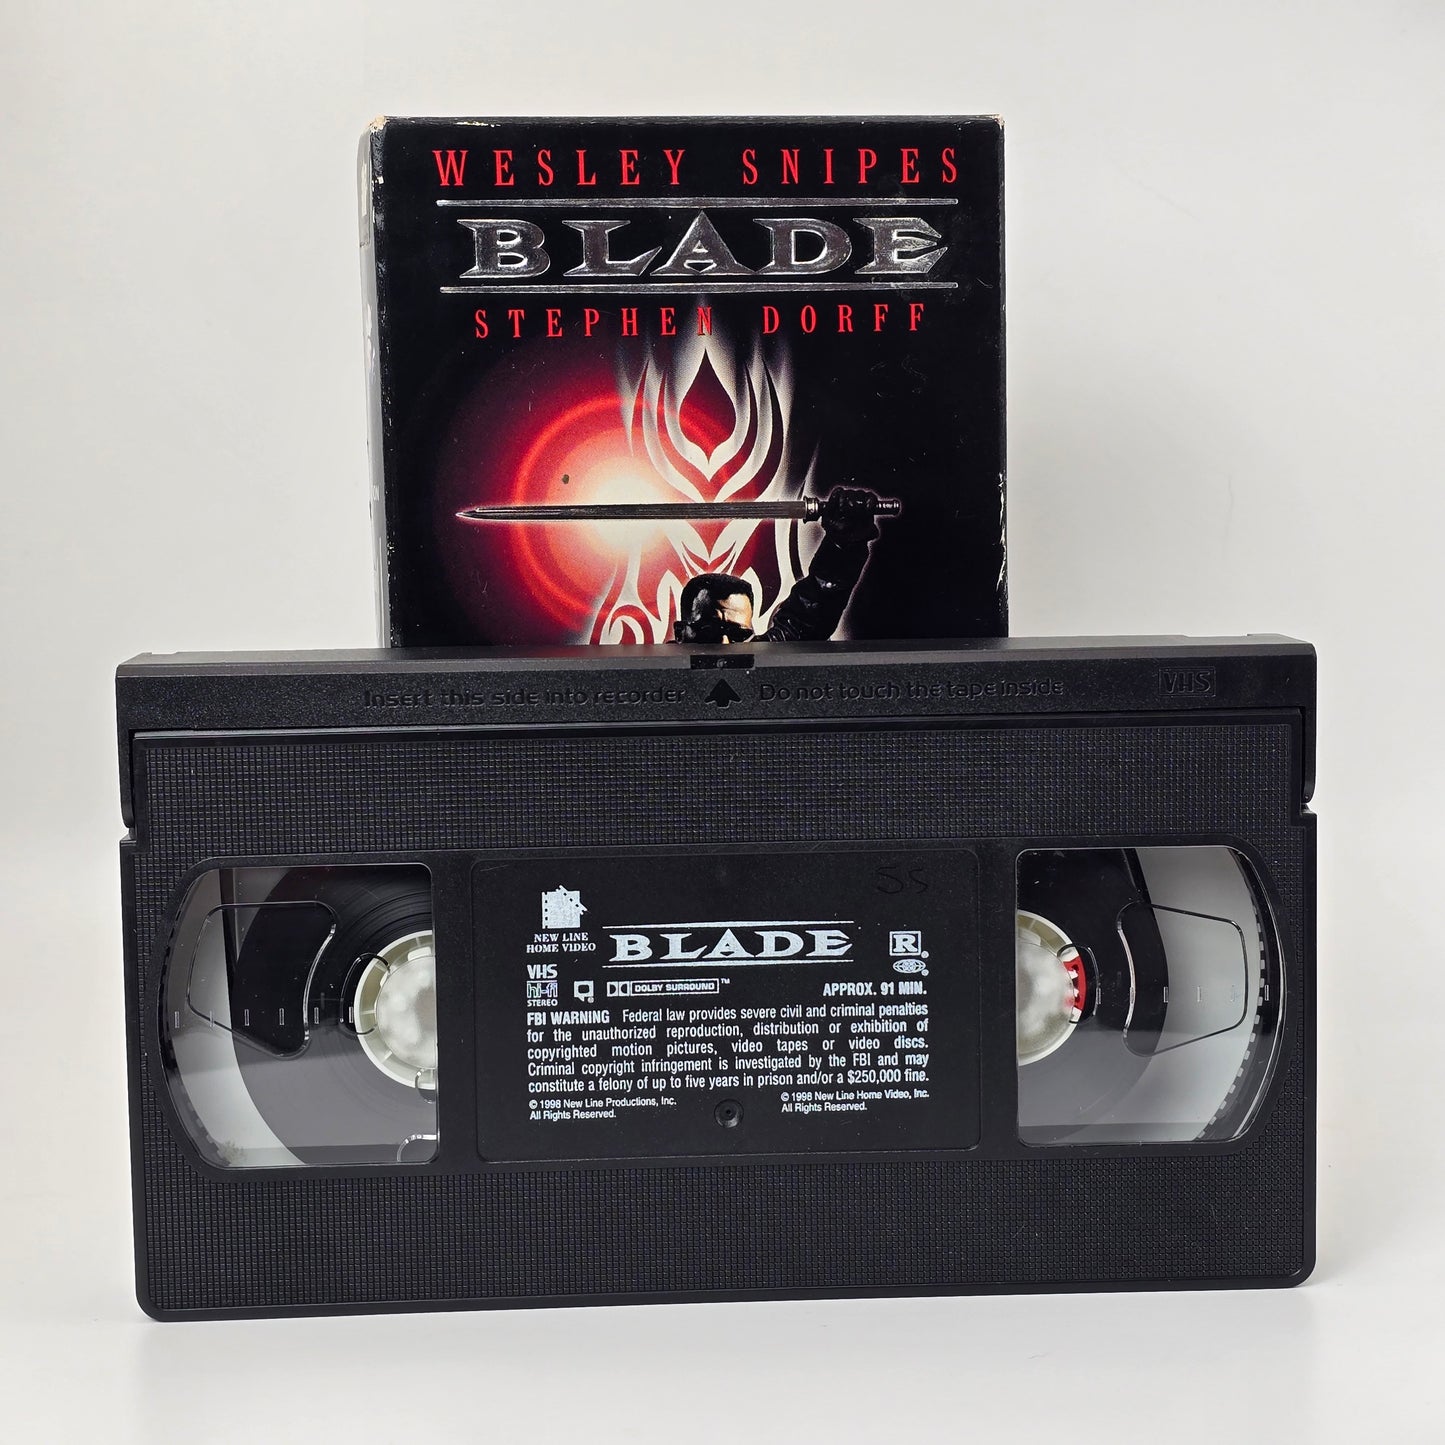 WESLEY SNIPES
BLADE
STEPHEN DORFF
Insert this side into recorder Do not touch the tape inside VHS
SS
NEW LINE
HOME VIDEO
BLADE
R
VHS
hi-fi
STEREO
DOLBY SURROUND™
APPROX. 91 MIN.
FBI WARNING Federal law provides severe civil and criminal penalties
for the unauthorized reproduction, distribution or exhibition of
copyrighted motion pictures, video tapes or video discs.
Criminal copyright infringement is investigated by the FBI and may
constitute a felony of up to five years in prison and/or a $250,000 fine.
© 1998 New Line Productions, Inc.
All Rights Reserved.
© 1998 New Line Home Video, Inc.
All Rights Reserved.